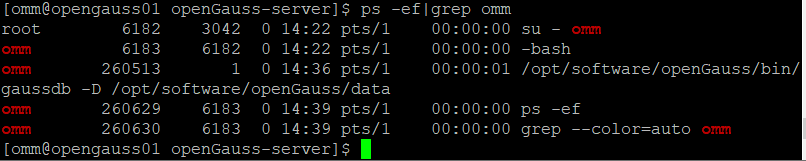 [omm@opengauss01 openGauss-server]$ ps -ef|grep omm
root        6182    3042  0 14:22 pts/1    00:00:00 su - omm
omm         6183    6182  0 14:22 pts/1    00:00:00 -bash
omm       260513       1  0 14:36 pts/1    00:00:01 /opt/software/openGauss/bin/
gaussdb -D /opt/software/openGauss/data
omm       260629    6183  0 14:39 pts/1    00:00:00 ps -ef
omm       260630    6183  0 14:39 pts/1    00:00:00 grep --color=auto omm
[omm@opengauss01 openGauss-server]$